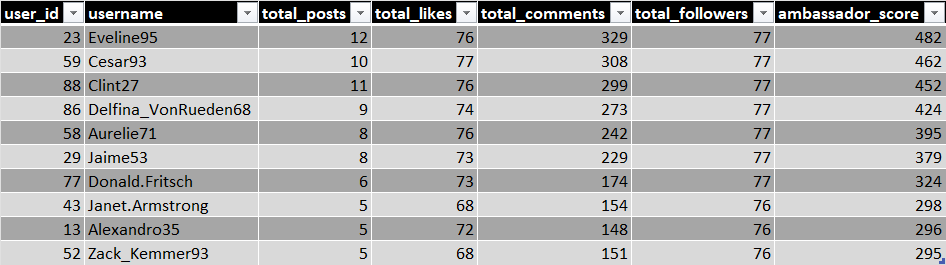 user_id username total_posts total_likes total_comments total_followers ambassador_score
23 Eveline95 12 76 329 77 482
59 Cesar93 10 77 308 77 462
88 Clint27 11 76 299 77 452
86 Delfina_VonRueden68 9 74 273 77 424
58 Aurelie71 8 76 242 77 395
29 Jaime53 8 73 229 77 379
77 Donald.Fritsch 6 73 174 77 324
43 Janet.Armstrong 5 68 154 76 298
13 Alexandro35 5 72 148 76 296
52 Zack_Kemmer93 5 68 151 76 295